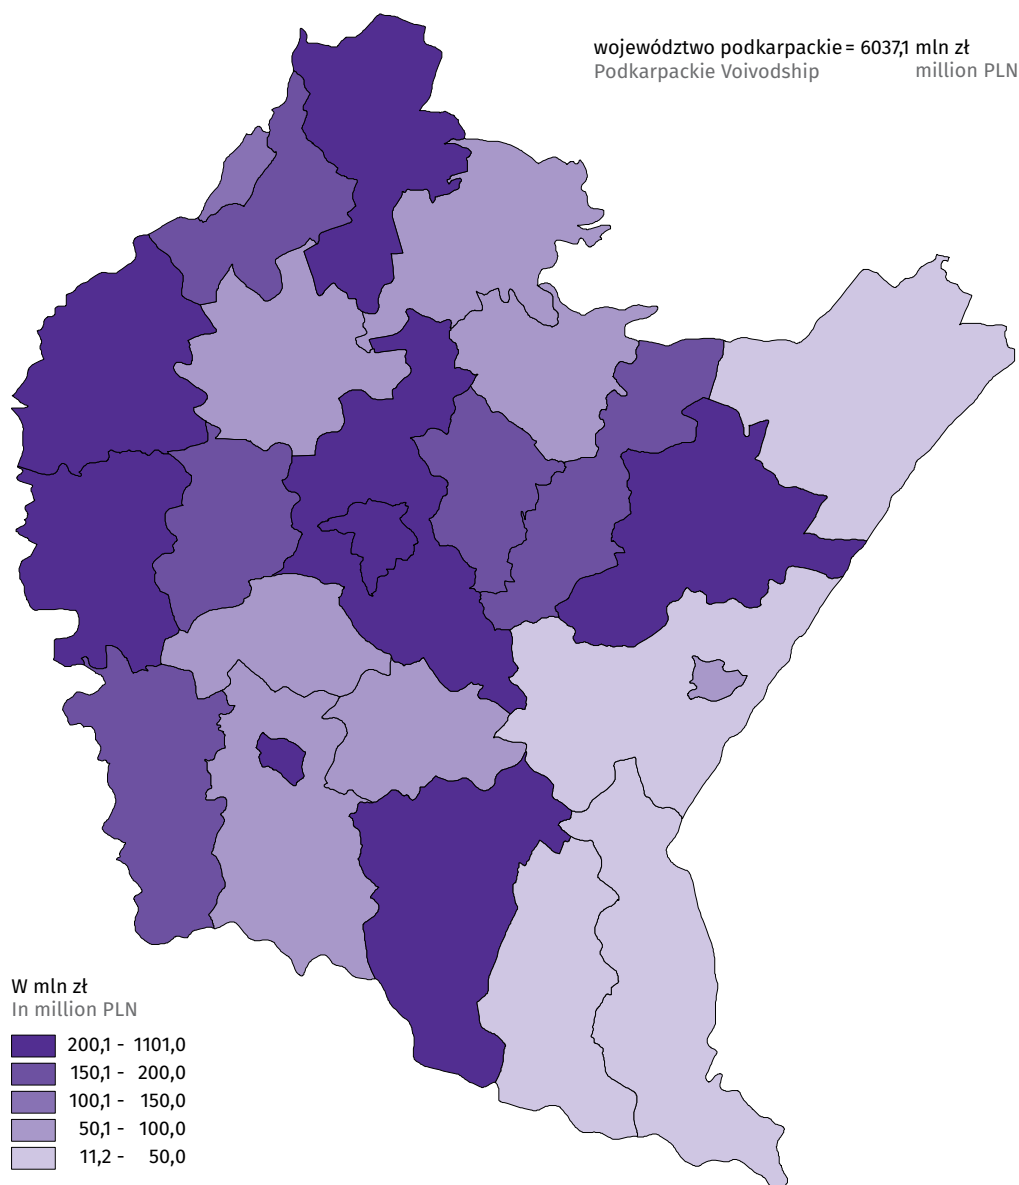 województwo podkarpackie = 6037,1 mln zł
Podkarpackie Voivodship million PLN
W mln zł
In million PLN
200,1 - 1101,0
150,1 - 200,0
100,1 - 150,0
50,1 - 100,0
11,2 - 50,0